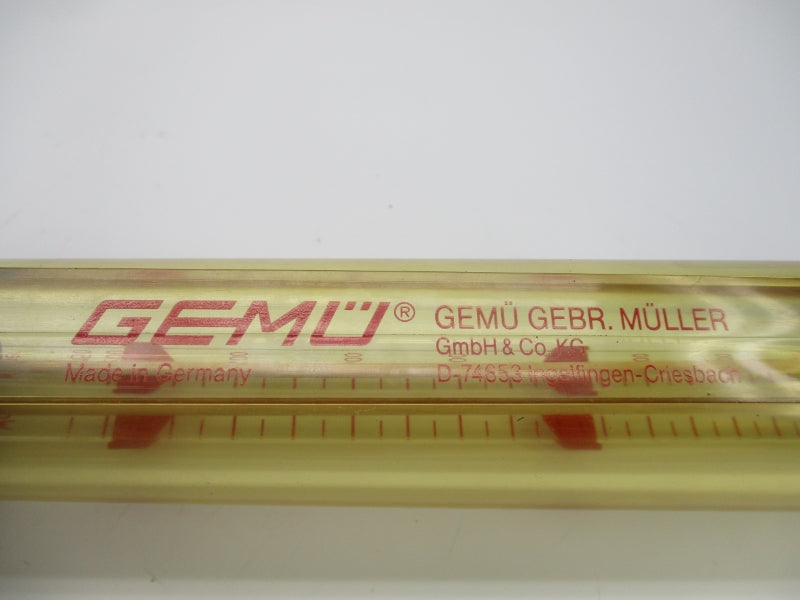 GEMÜ®
GEMÜ GEBR. MÜLLER
GmbH & Co. KG
Made in Germany
D-74653 Ingelfingen-Criesbach